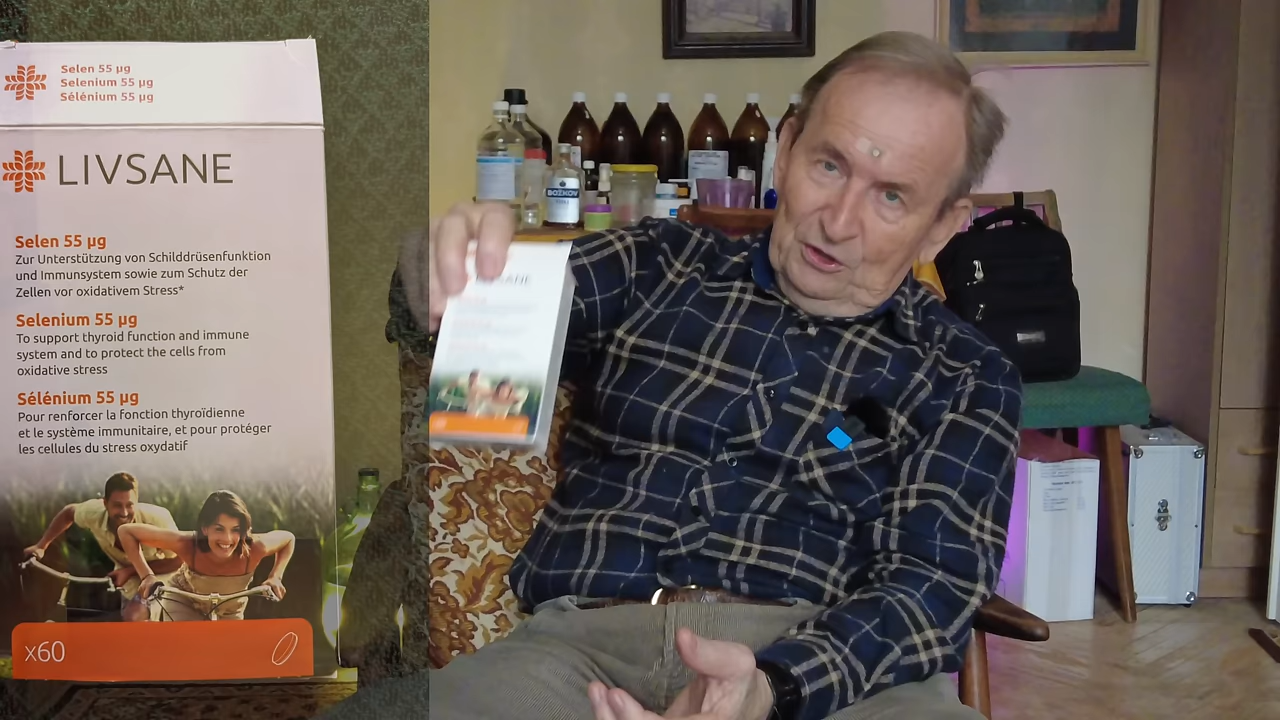 Selen 55 µg
Selenium 55 µg
Sélénium 55 µg
LIVSANE
Selen 55 µg
Zur Unterstützung von Schilddrüsenfunktion
und Immunsystem sowie zum Schutz der
Zellen vor oxidativem Stress*
Selenium 55 µg
To support thyroid function and immune
system and to protect the cells from
oxidative stress
Sélénium 55 µg
Pour renforcer la fonction thyroïdienne
et le système immunitaire, et pour protéger
les cellules du stress oxydatif
x60
BOŽKOV